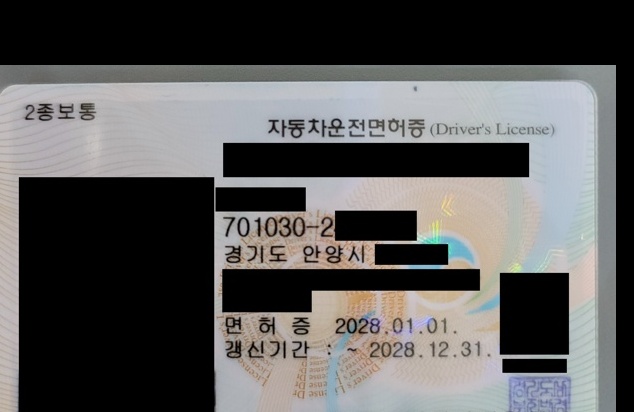 2종보통
자동차운전면허증 (Driver's License)
701030-2
경기도 안양시
면 허 증 2028.01.01.
갱신기간 : ~ 2028.12.31.